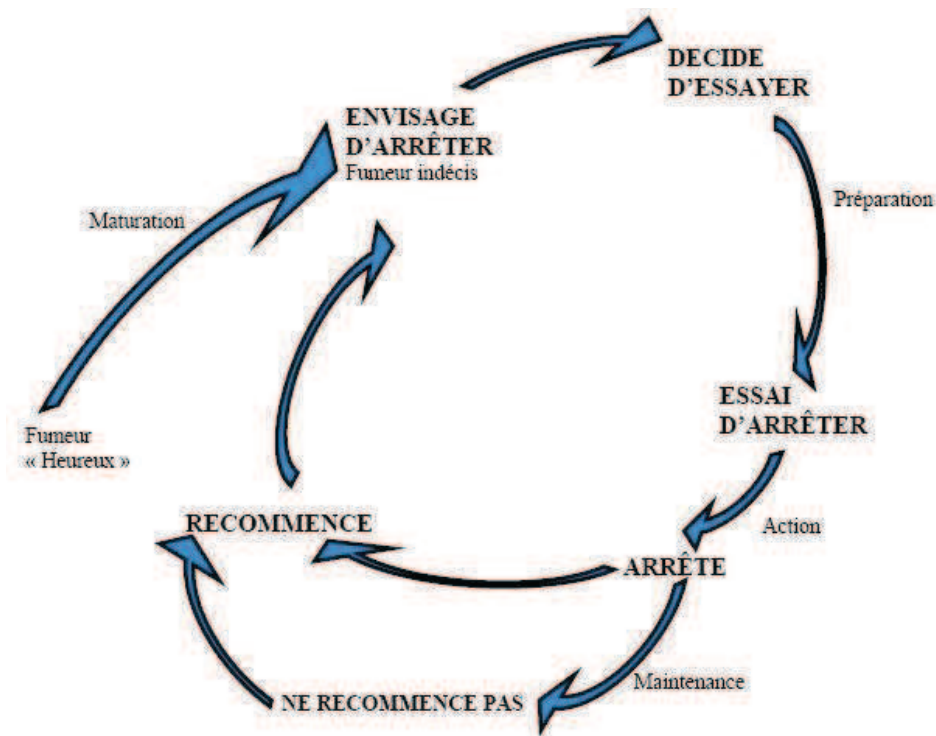 DECIDE
D'ESSAYER
ENVISAGE
D'ARRÊTER
Fumeur indécis
Maturation
Préparation
ESSAI
D'ARRÊTER
Fumeur
« Heureux »
RECOMMENCE
Action
ARRÊTE
Maintenance
NE RECOMMENCE PAS